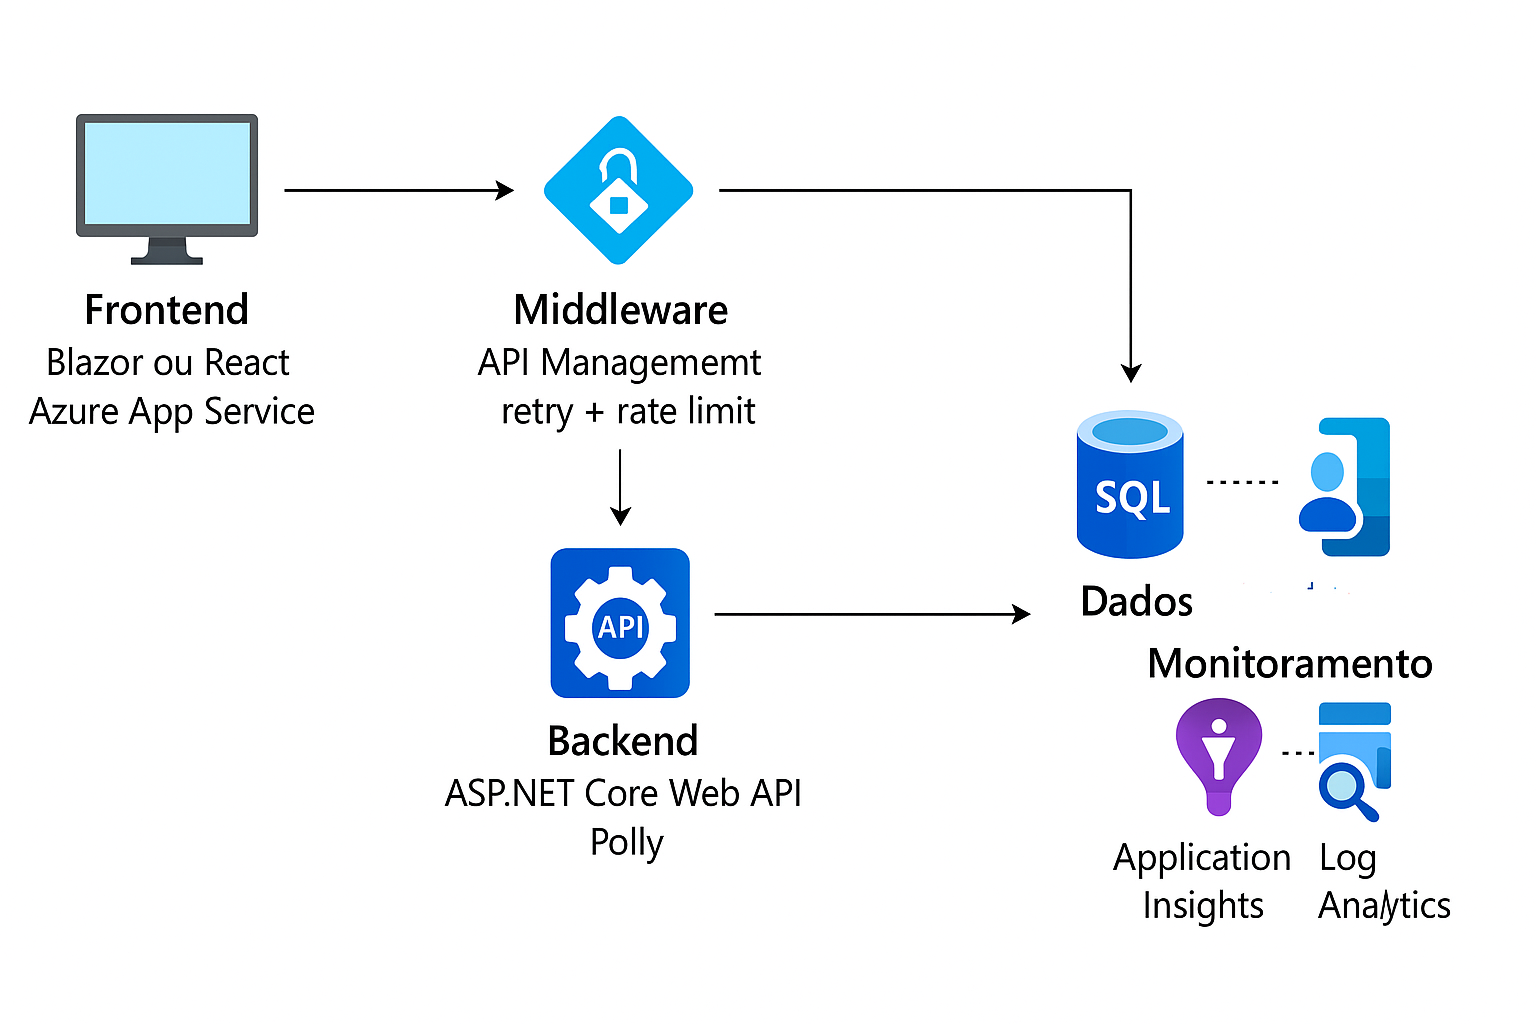 Frontend
Blazor ou React
Azure App Service
Middleware
API Managememt
retry + rate limit
API
Backend
ASP.NET Core Web API
Polly
SQL
Dados
Monitoramento
Application
Insights
Log
Analytics